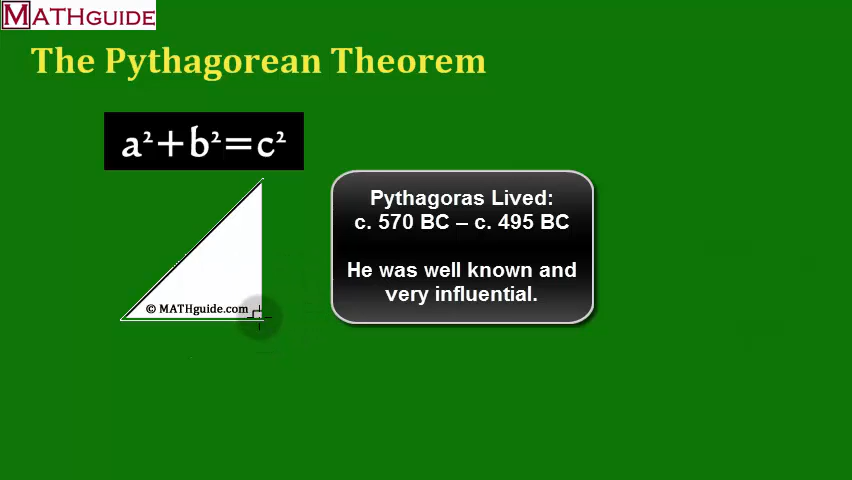 MATHGUIDE
The Pythagorean Theorem
a²+b²=c²
Pythagoras Lived:
c. 570 BC – c. 495 BC
He was well known and
very influential.
© MATHguide.com